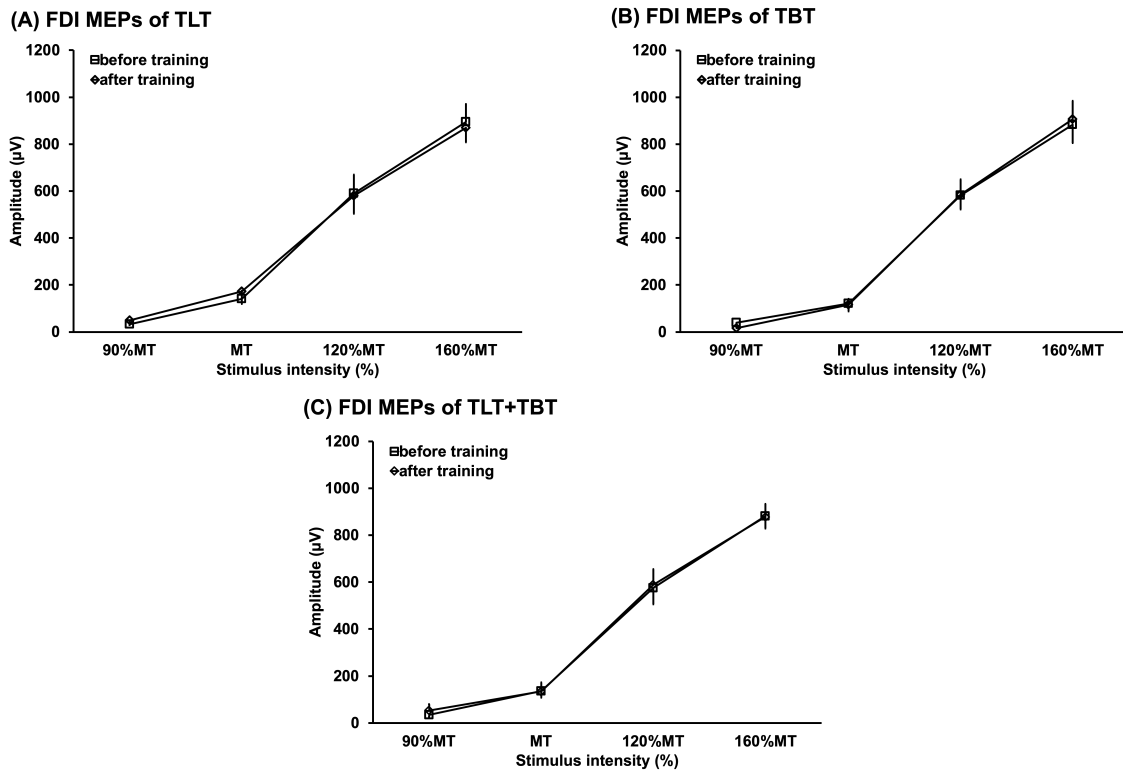 (A) FDI MEPs of TLT
1200
1000
800
600
400
200
0
Amplitude (µV)
before training
after training
90%MT MT 120%MT 160%MT
Stimulus intensity (%)
(B) FDI MEPs of TBT
1200
1000
800
600
400
200
0
Amplitude (µV)
before training
after training
90%MT MT 120%MT 160%MT
Stimulus intensity (%)
(C) FDI MEPs of TLT+TBT
1200
1000
800
600
400
200
0
Amplitude (µV)
before training
after training
90%MT MT 120%MT 160%MT
Stimulus intensity (%)